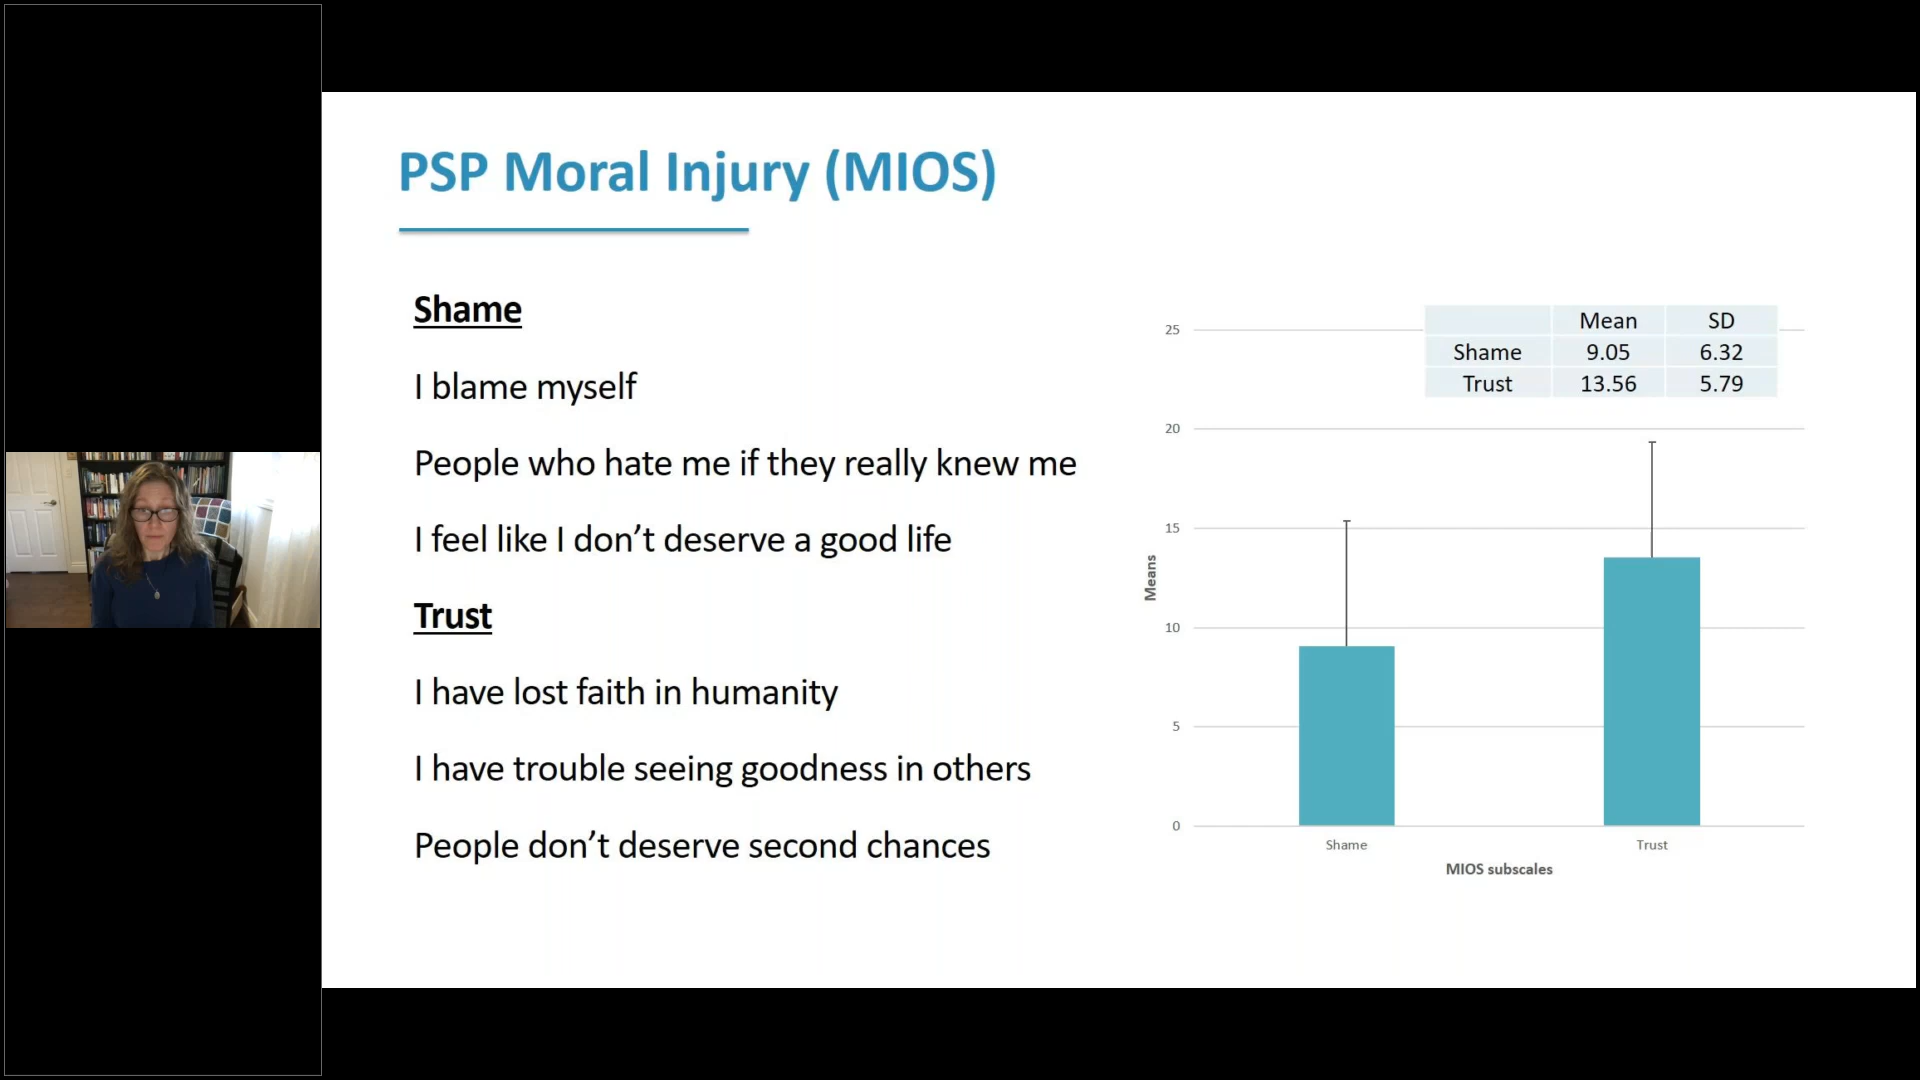 PSP Moral Injury (MIOS)
Shame
I blame myself
People who hate me if they really knew me
I feel like I don’t deserve a good life
Trust
I have lost faith in humanity
I have trouble seeing goodness in others
People don’t deserve second chances
Mean SD
Shame 9.05 6.32
Trust 13.56 5.79
25
20
15
10
5
0
Means
Shame Trust
MIOS subscales